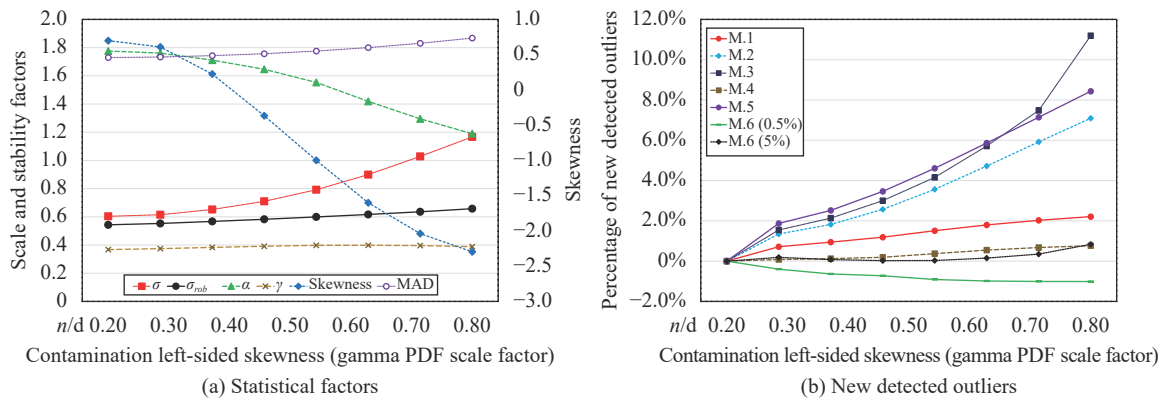 2.0
1.8
1.6
1.4
1.2
1.0
0.8
0.6
0.4
0.2
0
Scale and stability factors
1.0
0.5
0
−0.5
−1.0
−1.5
−2.0
−2.5
−3.0
Skewness
σ σrob α γ Skewness MAD
n/d 0.20 0.30 0.40 0.50 0.60 0.70 0.80
Contamination left-sided skewness (gamma PDF scale factor)
(a) Statistical factors
12.0%
10.0%
8.0%
6.0%
4.0%
2.0%
0%
−2.0%
Percentage of new detected outliers
M.1
M.2
M.3
M.4
M.5
M.6 (0.5%)
M.6 (5%)
n/d 0.20 0.30 0.40 0.50 0.60 0.70 0.80
Contamination left-sided skewness (gamma PDF scale factor)
(b) New detected outliers